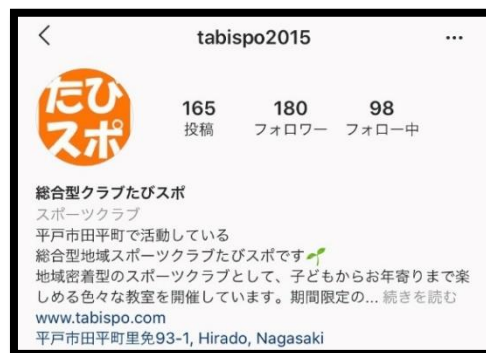 tabispo2015
たび
スポ
165 180 98
投稿 フォロワー フォロー中
総合型クラブたびスポ
スポーツクラブ
平戸市田平町で活動している
総合型地域スポーツクラブたびスポです🌱
地域密着型のスポーツクラブとして、子どもからお年寄りまで楽
しめる色々な教室を開催しています。期間限定の... 続きを読む
www.tabispo.com
平戸市田平町里免93-1, Hirado, Nagasaki